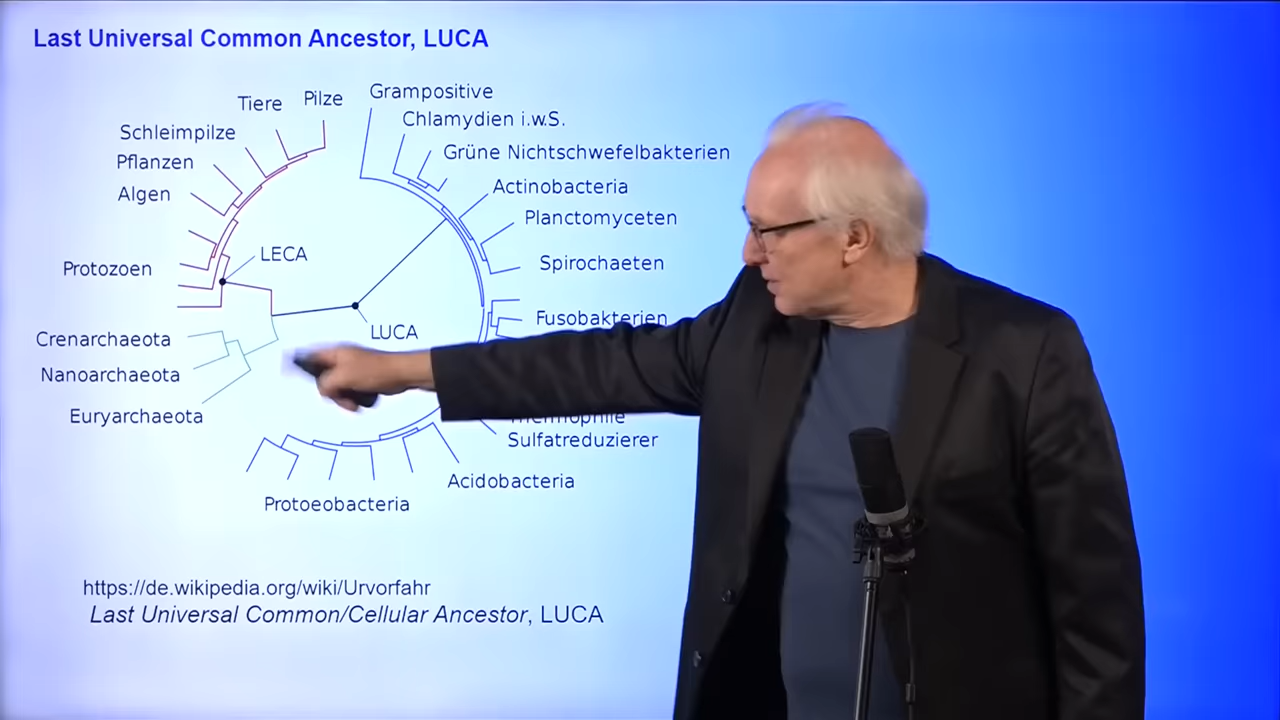 Last Universal Common Ancestor, LUCA
Tiere
Pilze
Grampositive
Chlamydien i.w.S.
Schleimpilze
Grüne Nichtschwefelbakterien
Pflanzen
Actinobacteria
Algen
Planctomyceten
LECA
Spirochaeten
Protozoen
Fusobakterien
LUCA
Crenarchaeota
Nanoarchaeota
Euryarchaeota
Thermophile
Sulfatreduzierer
Acidobacteria
Protoeobacteria
https://de.wikipedia.org/wiki/Urvorfahr
Last Universal Common/Cellular Ancestor, LUCA